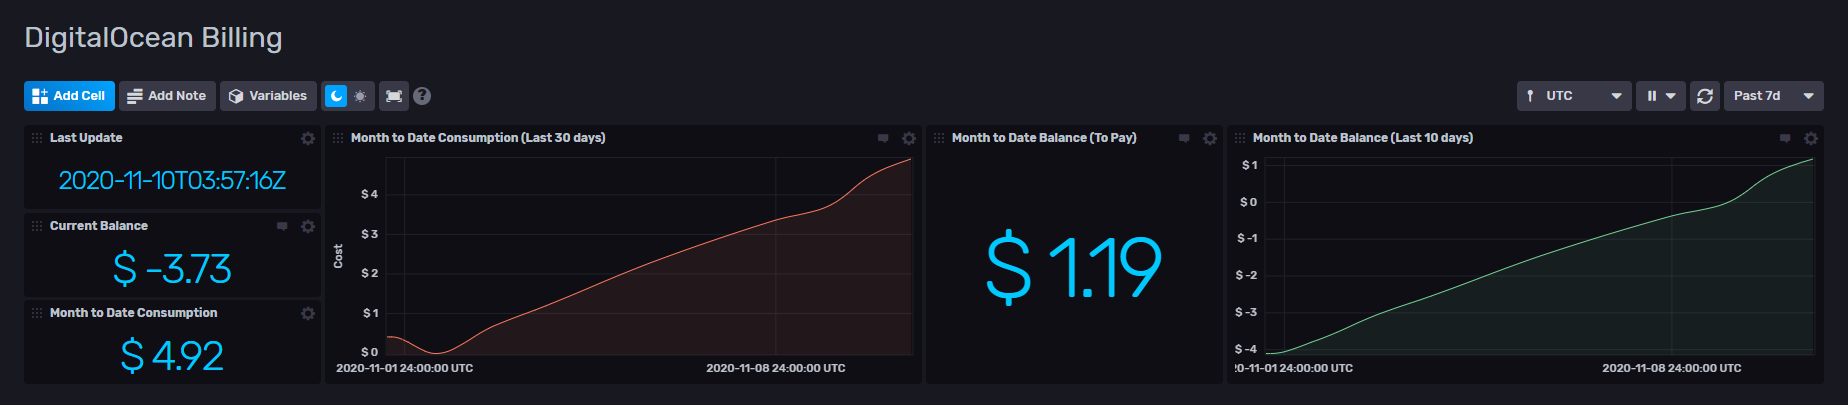 DigitalOcean Billing
Add Cell
Add Note
Variables
?
UTC
Past 7d
Last Update
2020-11-10T03:57:16Z
Current Balance
$ -3.73
Month to Date Consumption
$ 4.92
Month to Date Consumption (Last 30 days)
Cost
$ 4
$ 3
$ 2
$ 1
$ 0
2020-11-01 24:00:00 UTC
2020-11-08 24:00:00 UTC
Month to Date Balance (To Pay)
$ 1.19
Month to Date Balance (Last 10 days)
$ 1
$ 0
$ -1
$ -2
$ -3
$ -4
20-11-01 24:00:00 UTC
2020-11-08 24:00:00 UTC